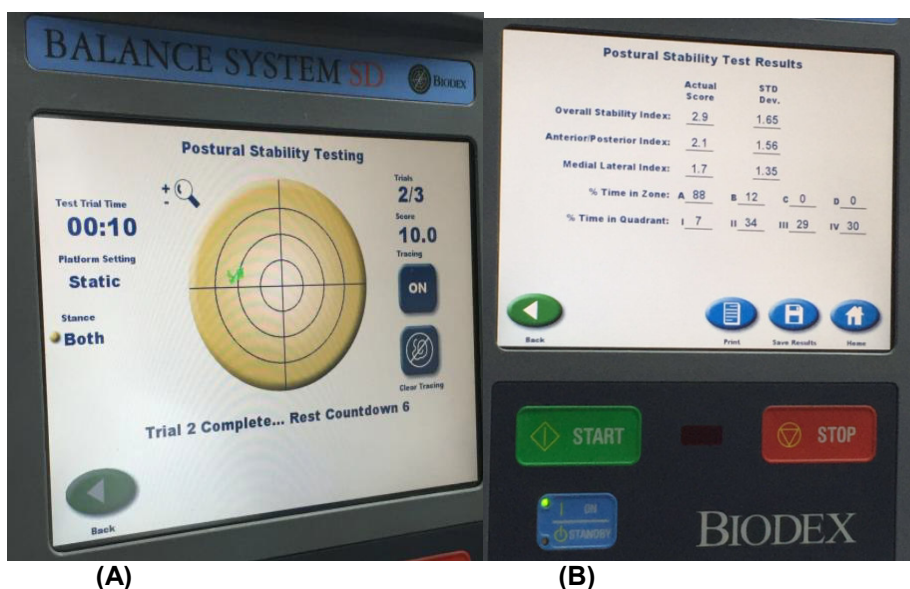 BALANCE SYSTEM SD BIODEX
Postural Stability Testing
+
-
Test Trial Time
00:10
Platform Setting
Static
Stance
Both
Trials
2/3
Score
10.0
Tracing
ON
Clear Tracing
Trial 2 Complete... Rest Countdown 6
Back
(A)
Postural Stability Test Results
Actual Score STD Dev.
Overall Stability Index: 2.9 1.65
Anterior/Posterior Index: 2.1 1.56
Medial Lateral Index: 1.7 1.35
% Time in Zone: A 88 B 12 C 0 D 0
% Time in Quadrant: I 7 II 34 III 29 IV 30
Back Print Save Results Home
START STOP
ON
STANDBY
BIODEX
(B)